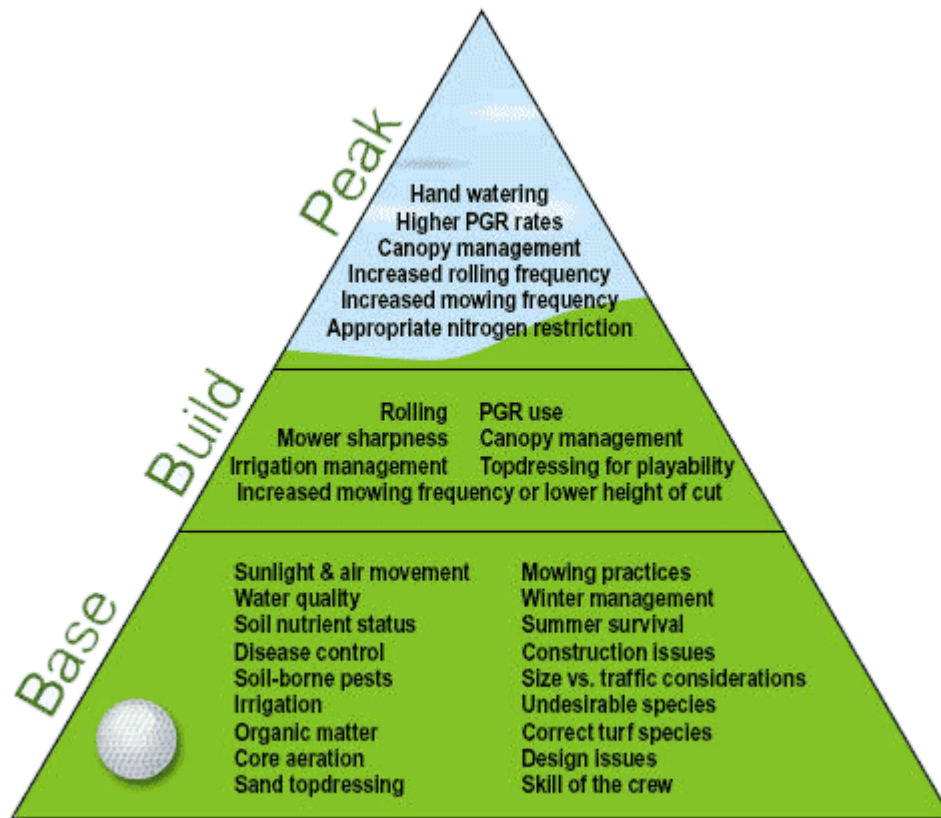 Peak
Hand watering
Higher PGR rates
Canopy management
Increased rolling frequency
Increased mowing frequency
Appropriate nitrogen restriction
Build
Rolling PGR use
Mower sharpness Canopy management
Irrigation management Topdressing for playability
Increased mowing frequency or lower height of cut
Base
Sunlight & air movement
Water quality
Soil nutrient status
Disease control
Soil-borne pests
Irrigation
Organic matter
Core aeration
Sand topdressing
Mowing practices
Winter management
Summer survival
Construction issues
Size vs. traffic considerations
Undesirable species
Correct turf species
Design issues
Skill of the crew